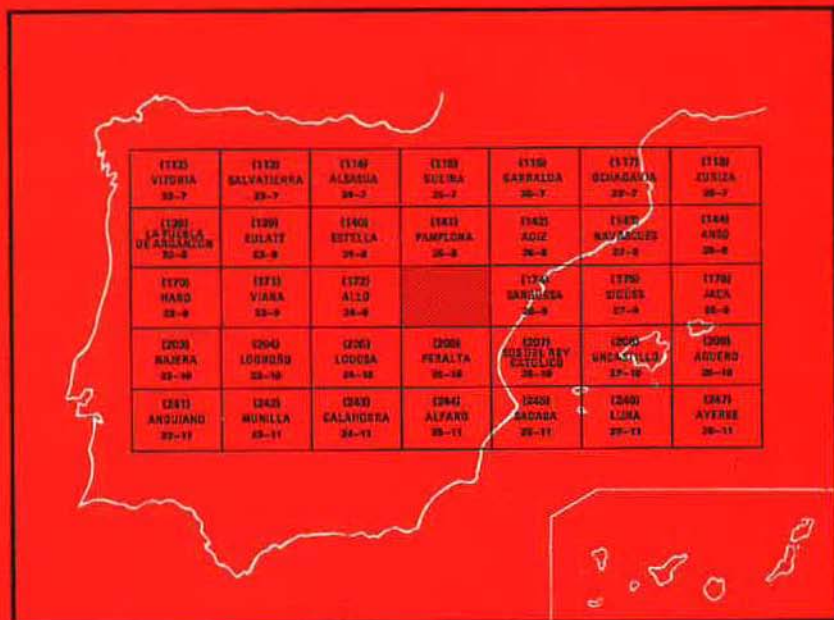 (112)
VITORIA
22-7
(113)
SALVATIERRA
23-7
(114)
ALSASUA
24-7
(115)
GULINA
25-7
(116)
GARRALDA
26-7
(117)
OCHAGAVIA
27-7
(118)
ZURIZA
28-7
(138)
LA PUEBLA
DE ARGANZON
22-8
(139)
EULATE
23-8
(140)
ESTELLA
24-8
(141)
PAMPLONA
25-8
(142)
AOIZ
26-8
(143)
NAVASCUES
27-8
(144)
ANSO
28-8
(170)
HARO
22-9
(171)
VIANA
23-9
(172)
ALLO
24-9
(174)
SANGUESA
26-9
(175)
SIGUES
27-9
(176)
JACA
28-9
(203)
NAJERA
22-10
(204)
LOGROÑO
23-10
(205)
LODOSA
24-10
(206)
PERALTA
25-10
(207)
SOS DEL REY
CATOLICO
26-10
(208)
UNCASTILLO
27-10
(209)
AGUERO
28-10
(241)
ANGUIANO
22-11
(242)
MUNILLA
23-11
(243)
CALAHORRA
24-11
(244)
ALFARO
25-11
(245)
SADABA
26-11
(246)
LUNA
27-11
(247)
AYERBE
28-11